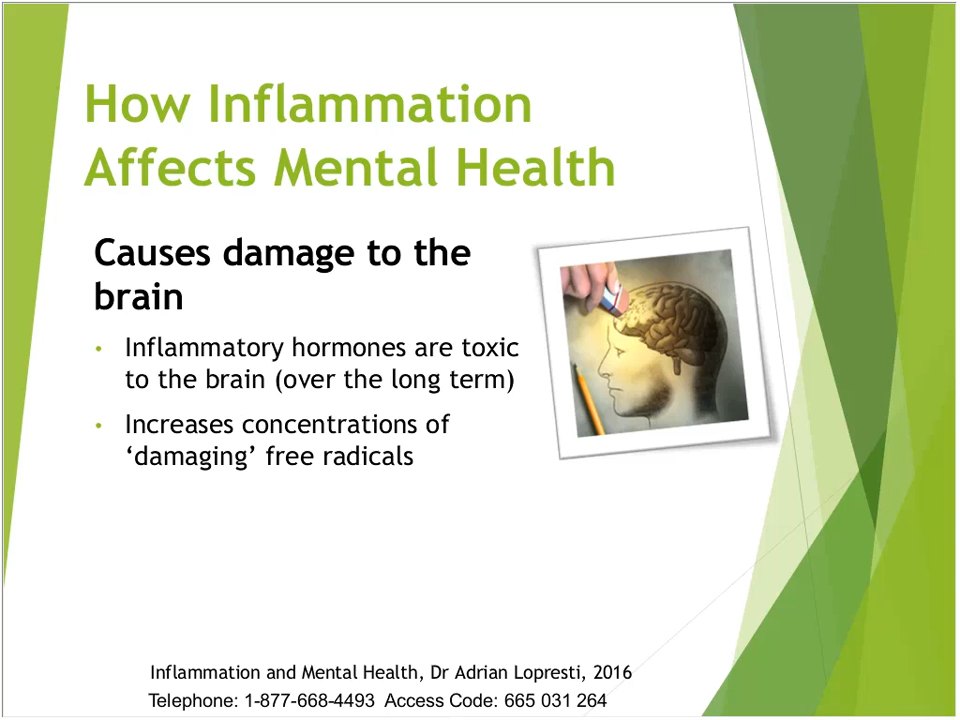 How Inflammation
Affects Mental Health
Causes damage to the
brain
• Inflammatory hormones are toxic
to the brain (over the long term)
• Increases concentrations of
‘damaging’ free radicals
Inflammation and Mental Health, Dr Adrian Lopresti, 2016
Telephone: 1-877-668-4493 Access Code: 665 031 264